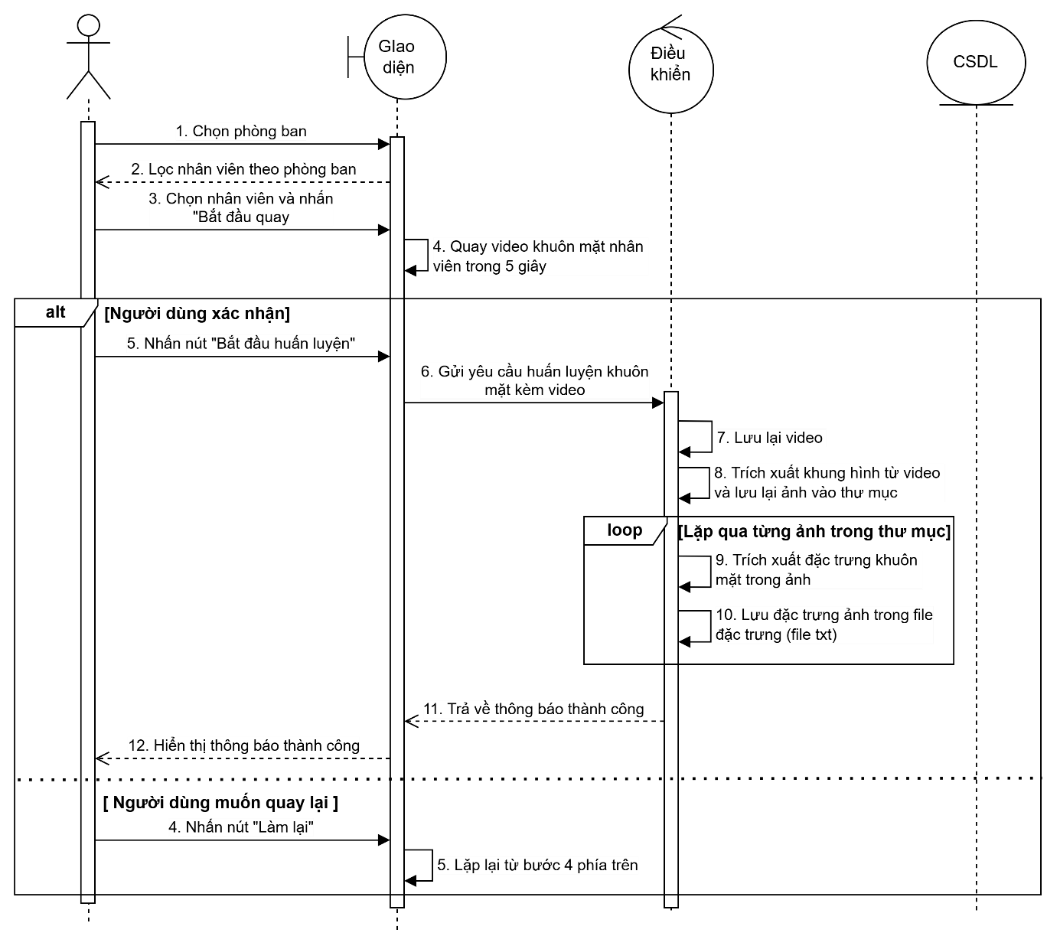 GIao
diện
Điều
khiển
CSDL
1. Chọn phòng ban
2. Lọc nhân viên theo phòng ban
3. Chọn nhân viên và nhấn
"Bắt đầu quay
4. Quay video khuôn mặt nhân
viên trong 5 giây
alt
[Người dùng xác nhận]
5. Nhấn nút "Bắt đầu huấn luyện"
6. Gửi yêu cầu huấn luyện khuôn
mặt kèm video
7. Lưu lại video
8. Trích xuất khung hình từ video
và lưu lại ảnh vào thư mục
loop
[Lặp qua từng ảnh trong thư mục]
9. Trích xuất đặc trưng khuôn
mặt trong ảnh
10. Lưu đặc trựng ảnh trong file
đặc trưng (file txt)
11. Trả về thông báo thành công
12. Hiển thị thông báo thành công
[ Người dùng muốn quay lại ]
4. Nhấn nút "Làm lại"
5. Lặp lại từ bước 4 phía trên